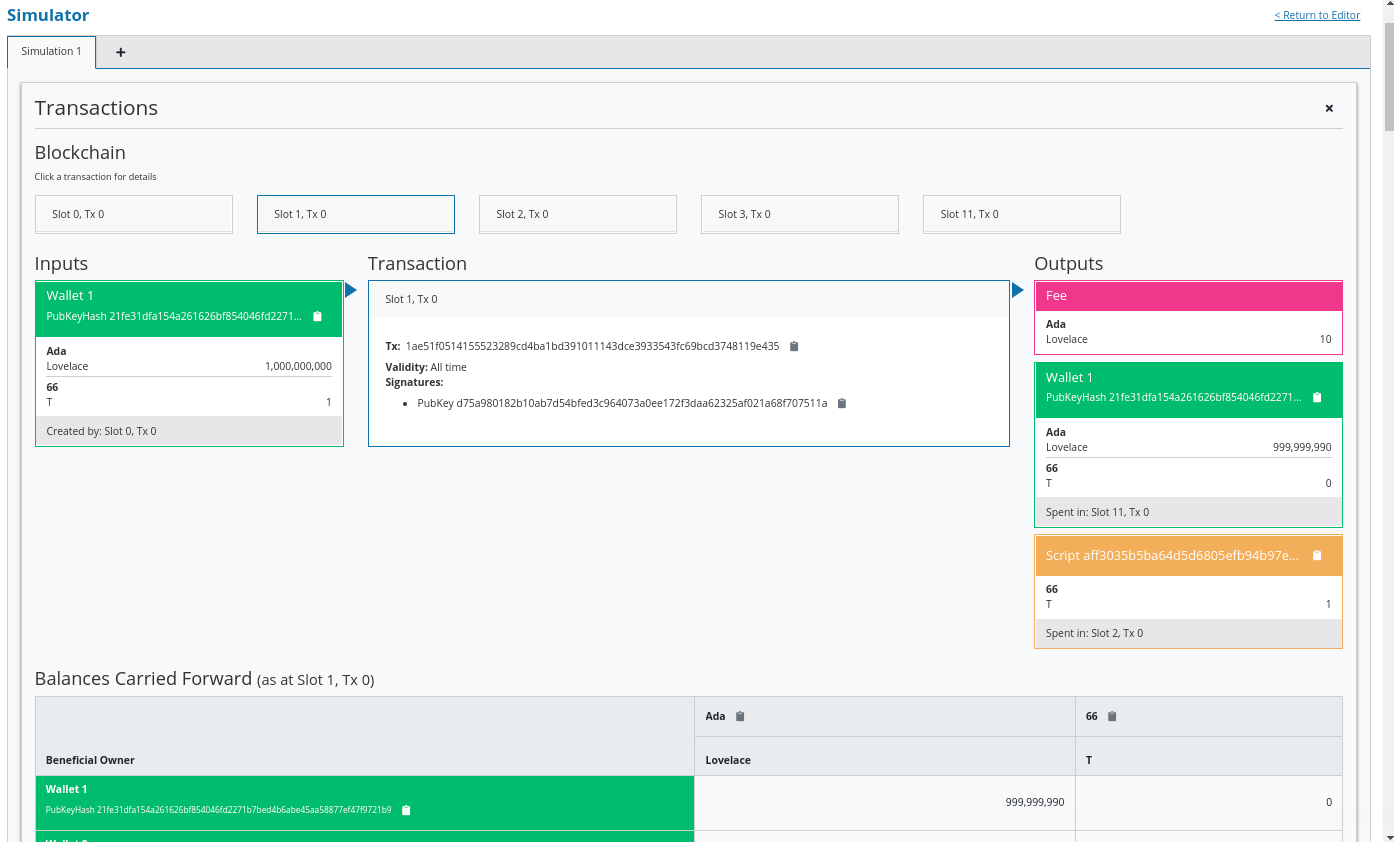 Simulator
< Return to Editor
Simulation 1
+
Transactions
×
Blockchain
Click a transaction for details
Slot 0, Tx 0
Slot 1, Tx 0
Slot 2, Tx 0
Slot 3, Tx 0
Slot 11, Tx 0
Inputs
Wallet 1
PubKeyHash 21fe31dfa154a261626bf854046fd2271...
Ada
Lovelace 1,000,000,000
66
T 1
Created by: Slot 0, Tx 0
Transaction
Slot 1, Tx 0
Tx: 1ae51f0514155523289cd4ba1bd391011143dce3933543fc69bcd3748119e435
Validity: All time
Signatures:
• PubKey d75a980182b10ab7d54bfed3c964073a0ee172f3daa62325af021a68f707511a
Outputs
Fee
Ada
Lovelace 10
Wallet 1
PubKeyHash 21fe31dfa154a261626bf854046fd2271...
Ada
Lovelace 999,999,990
66
T 0
Spent in: Slot 11, Tx 0
Script aff3035b5ba64d5d6805efb94b97e...
66
T 1
Spent in: Slot 2, Tx 0
Balances Carried Forward (as at Slot 1, Tx 0)
Ada 66
Beneficial Owner Lovelace T
Wallet 1
PubKeyHash 21fe31dfa154a261626bf854046fd2271b7bed4b6abe45aa58877ef47f9721b9
999,999,990 0